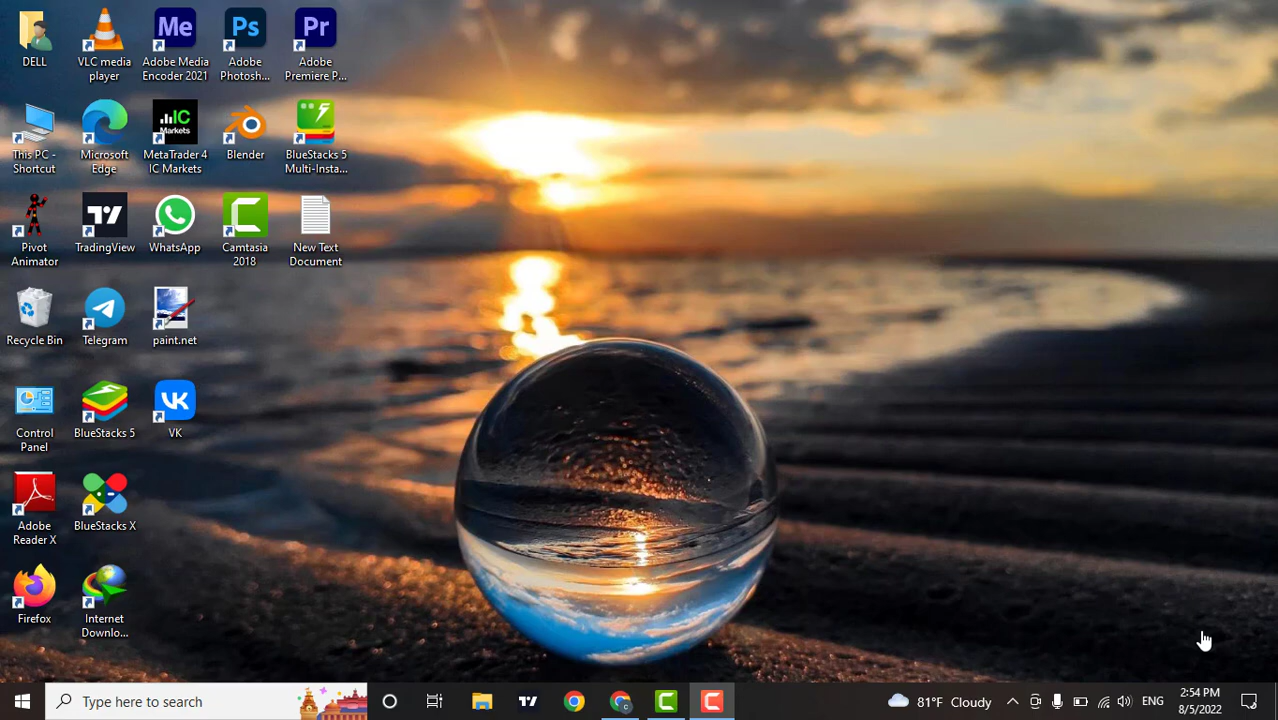 DELL
VLC media
player
Me
Adobe Media
Encoder 2021
Ps
Adobe
Photosh...
Pr
Adobe
Premiere P...
This PC -
Shortcut
Microsoft
Edge
IC
Markets
MetaTrader 4
IC Markets
Blender
BlueStacks 5
Multi-Insta...
Pivot
Animator
TradingView
WhatsApp
Camtasia
2018
New Text
Document
Recycle Bin
Telegram
paint.net
Control
Panel
BlueStacks 5
VK
VK
Adobe
Reader X
BlueStacks X
Firefox
Internet
Downlo...
Type here to search
81°F Cloudy
ENG
2:54 PM
8/5/2022